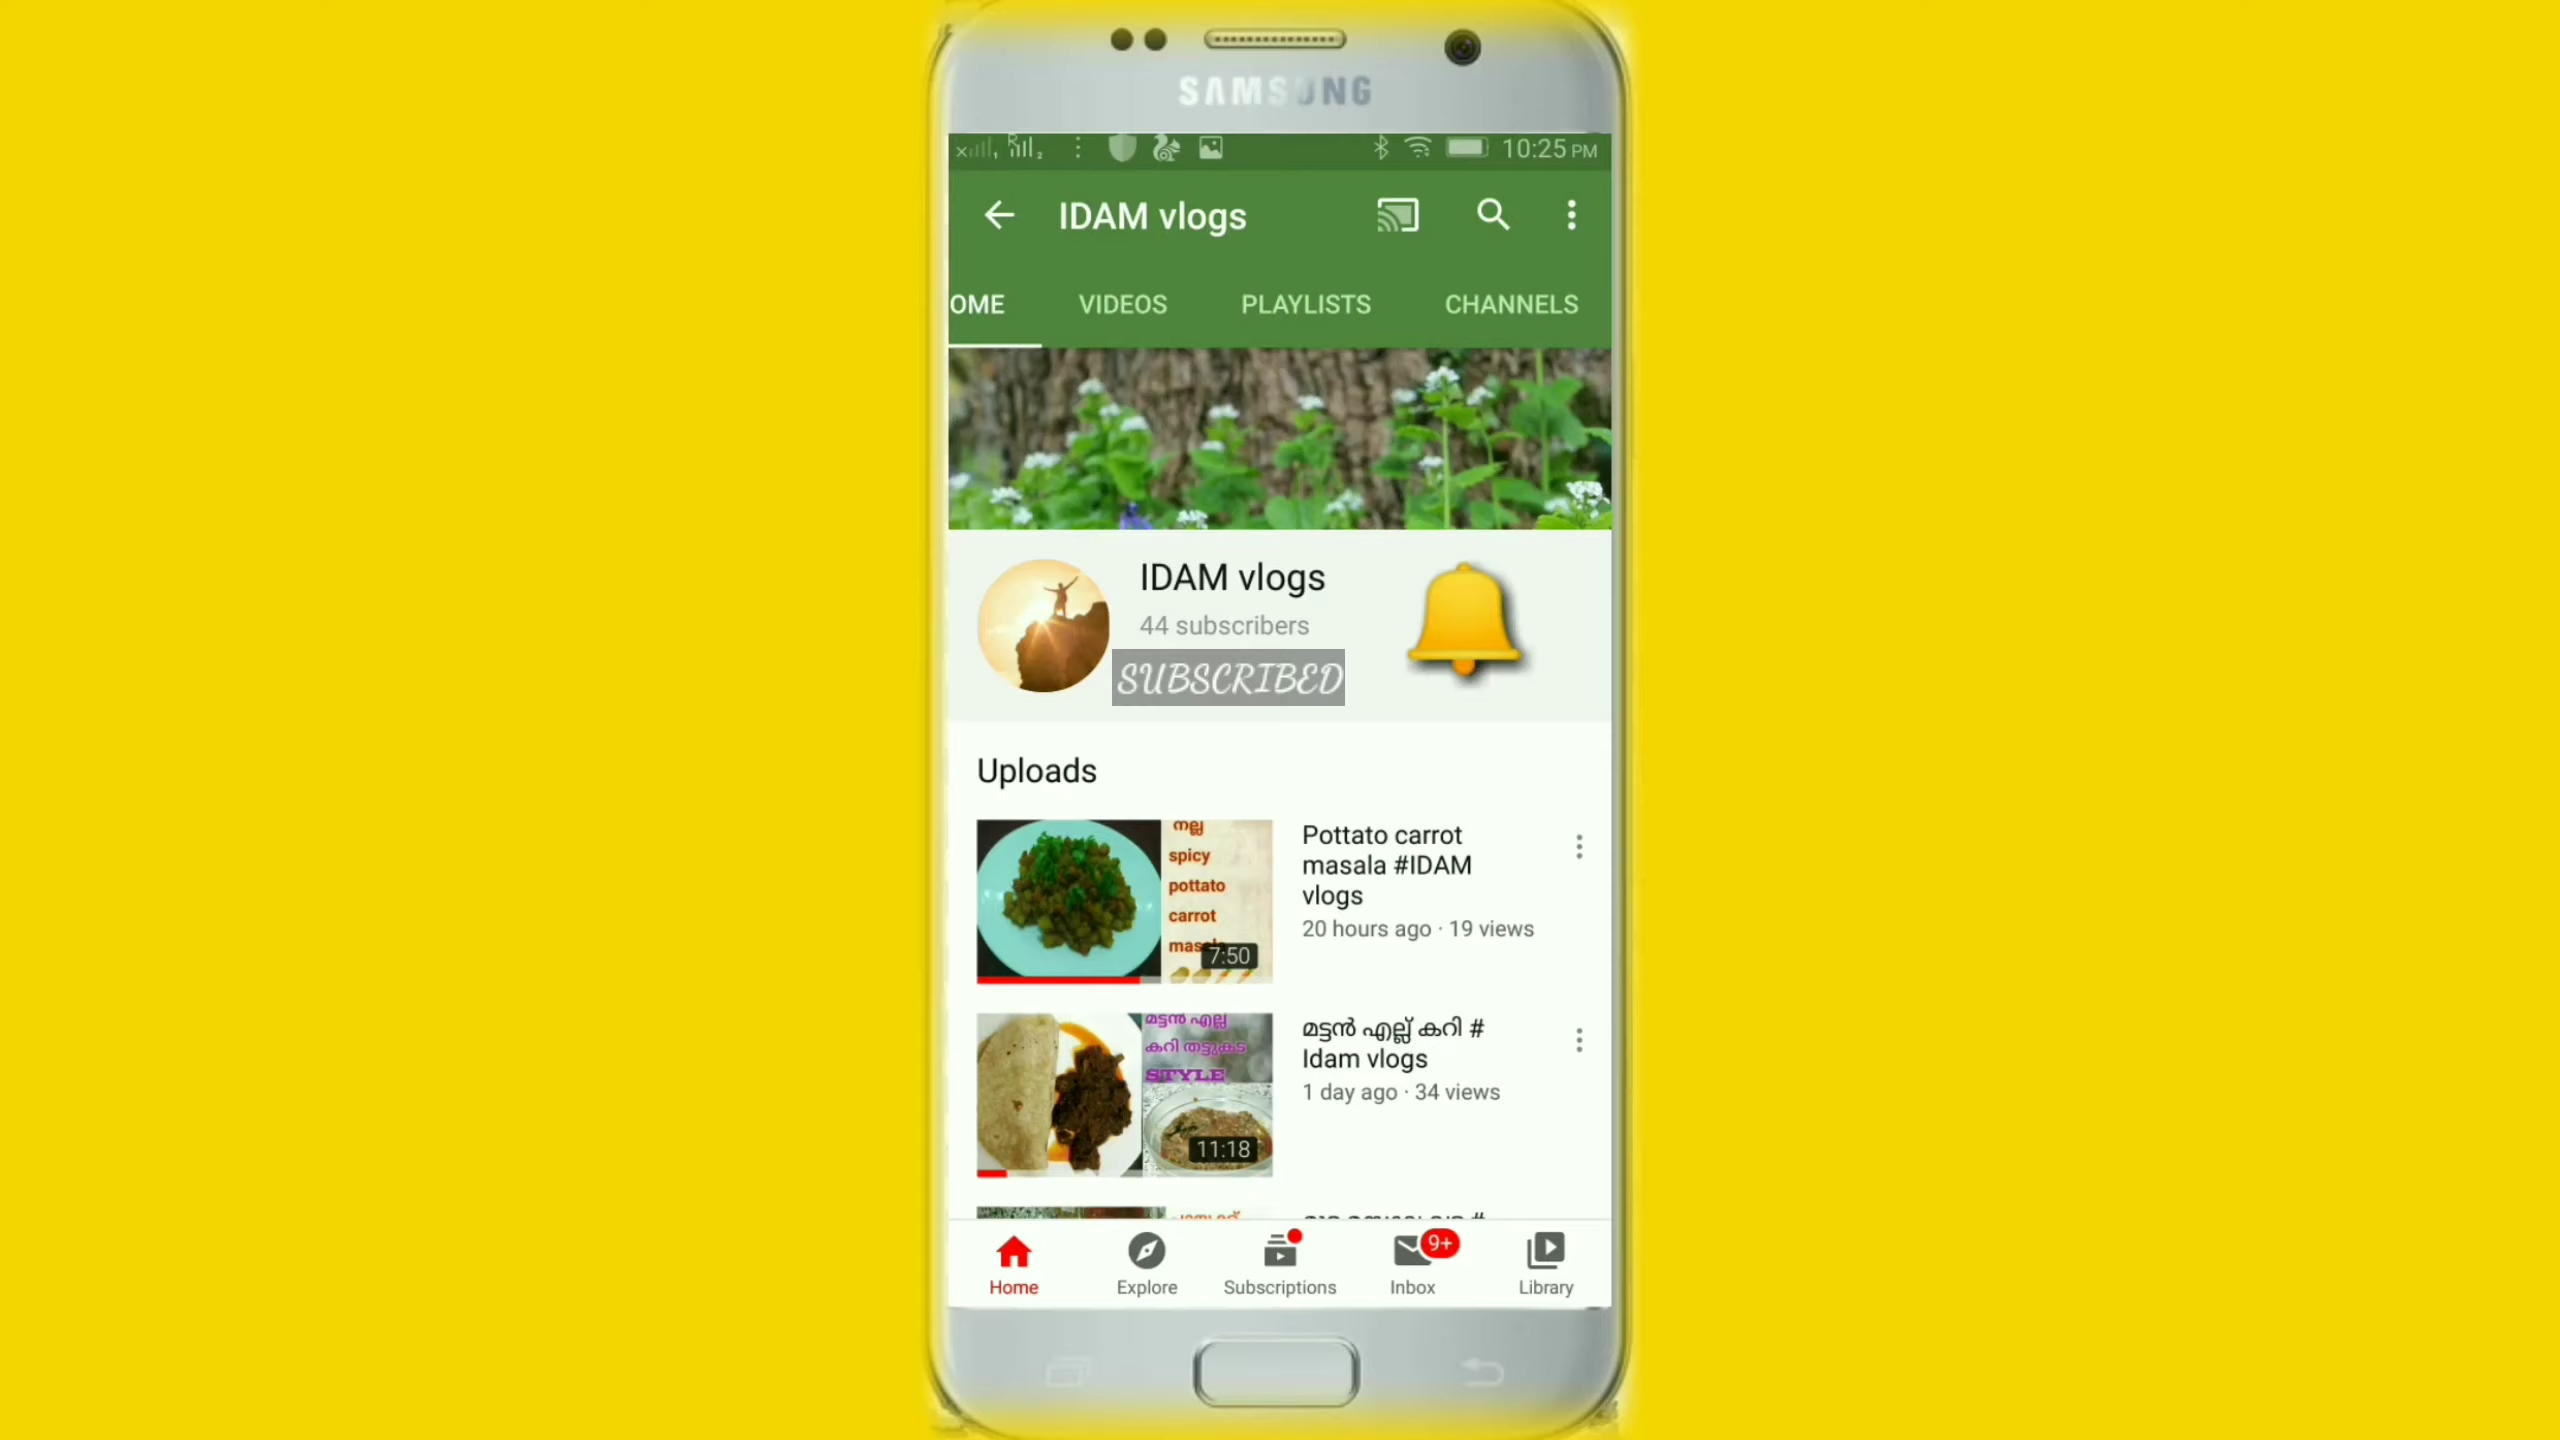 SAMSUNG
10:25 PM
IDAM vlogs
OME VIDEOS PLAYLISTS CHANNELS
IDAM vlogs
44 subscribers
SUBSCRIBED
Uploads
നല്ല
spicy
pottato
carrot
7:50
Pottato carrot
masala #IDAM
vlogs
20 hours ago · 19 views
മട്ടൻ എല്ല്
കറി തട്ടുകട
STYLE
11:18
മട്ടൻ എല്ല് കറി #
Idam vlogs
1 day ago · 34 views
9+
Home Explore Subscriptions Inbox Library